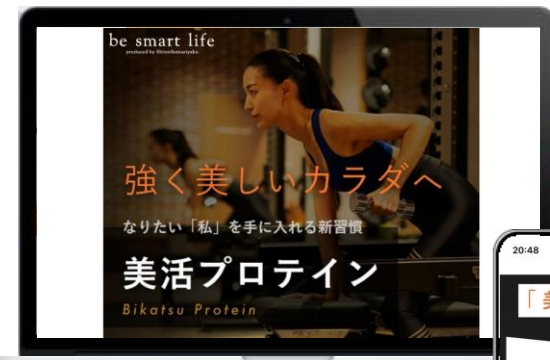 be smart life
強く美しいカラダへ
なりたい「私」を手に入れる新習慣
美活プロテイン
Bikatsu Protein
20:48
「美